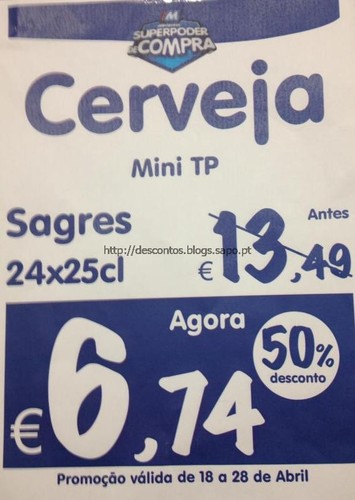 SUPERPODER
de COMPRA
Cerveja
Mini TP
Sagres
24x25cl
Antes
€13,49
http://descontos.blogs.sapo.pt
Agora
€6,74
50%
desconto
Promoção válida de 18 a 28 de Abril